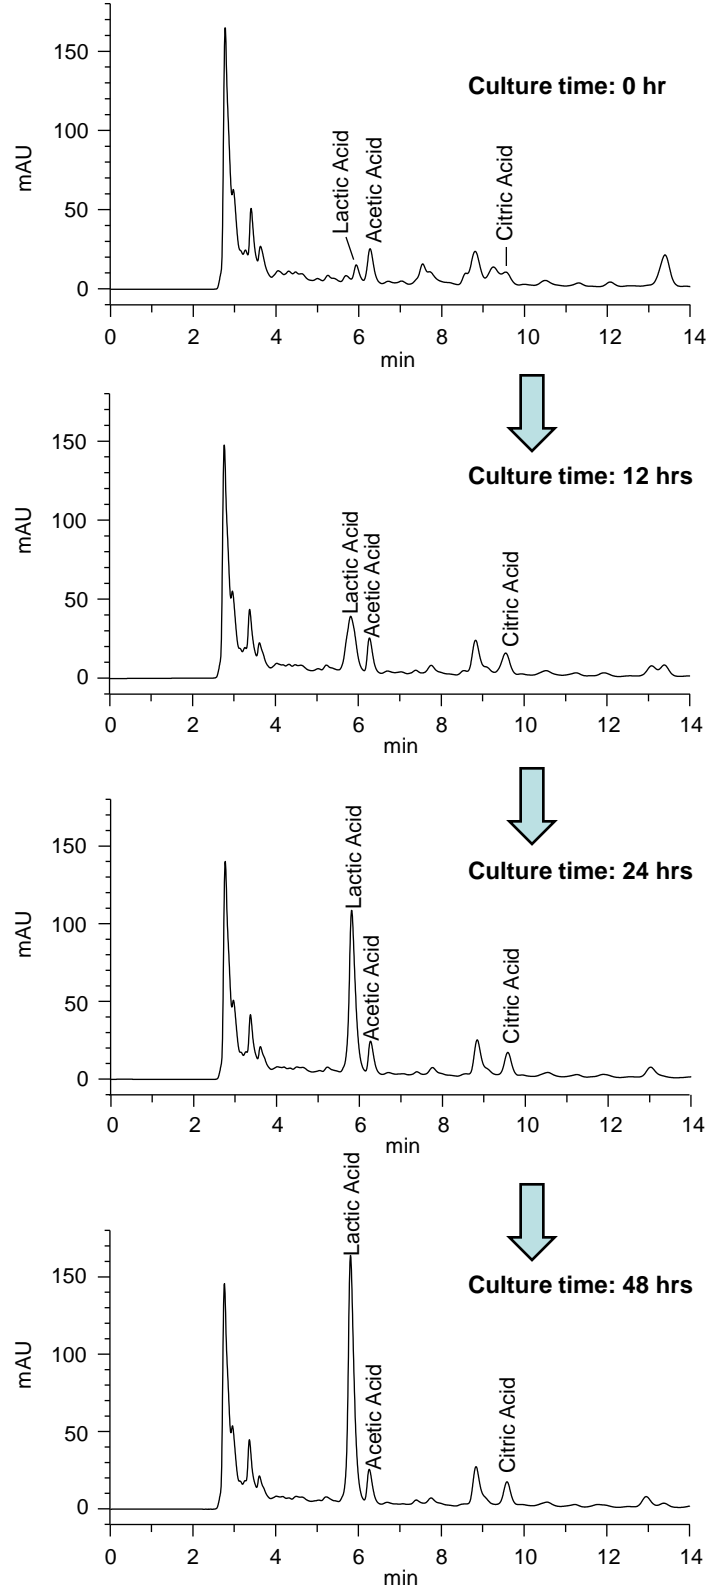 150
Culture time: 0 hr
100
mAU
Lactic Acid
Acetic Acid
Citric Acid
50
0
0 2 4 6 8 10 12 14
min
150
Culture time: 12 hrs
100
mAU
Lactic Acid
Acetic Acid
Citric Acid
50
0
0 2 4 6 8 10 12 14
min
150
Culture time: 24 hrs
100
mAU
Lactic Acid
Acetic Acid
Citric Acid
50
0
0 2 4 6 8 10 12 14
min
150
Culture time: 48 hrs
100
mAU
Lactic Acid
Acetic Acid
Citric Acid
50
0
0 2 4 6 8 10 12 14
min